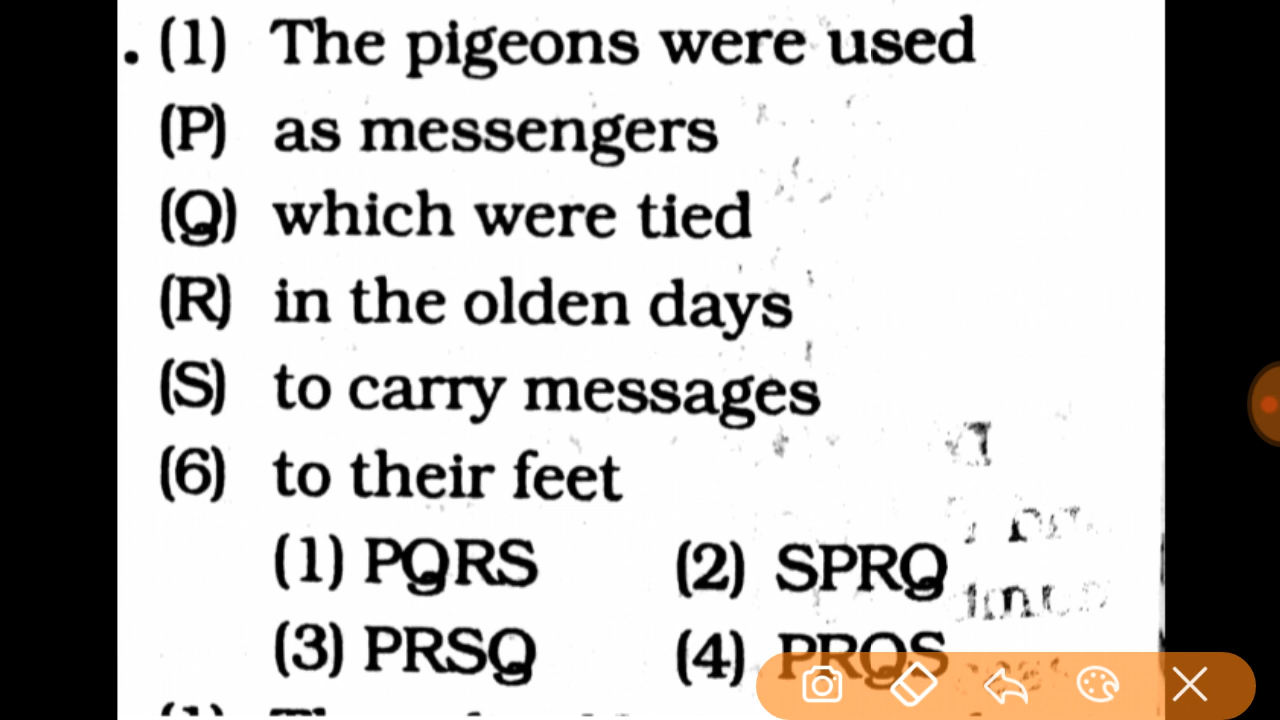 . (1) The pigeons were used
(P) as messengers
(Q) which were tied
(R) in the olden days
(S) to carry messages
(6) to their feet
(1) PQRS (2) SPRQ
(3) PRSQ (4) PRQS